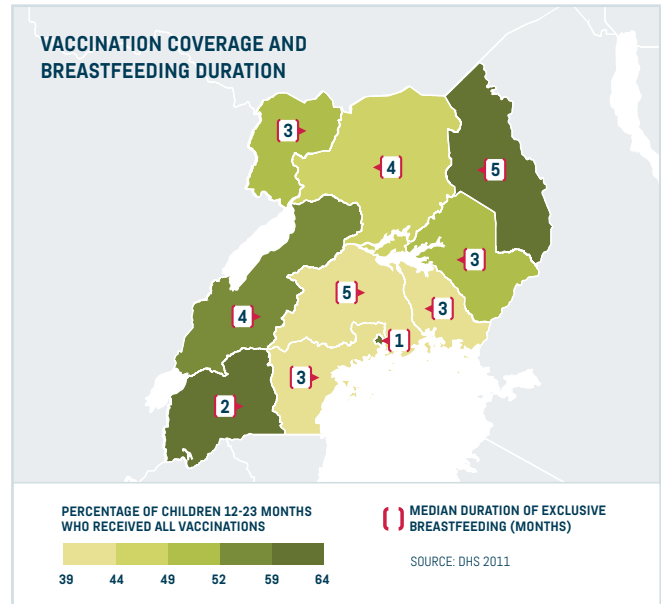 VACCINATION COVERAGE AND
BREASTFEEDING DURATION
3
4
5
3
5
3
4
1
3
2
PERCENTAGE OF CHILDREN 12-23 MONTHS
WHO RECEIVED ALL VACCINATIONS
39 44 49 52 59 64
MEDIAN DURATION OF EXCLUSIVE
BREASTFEEDING (MONTHS)
SOURCE: DHS 2011